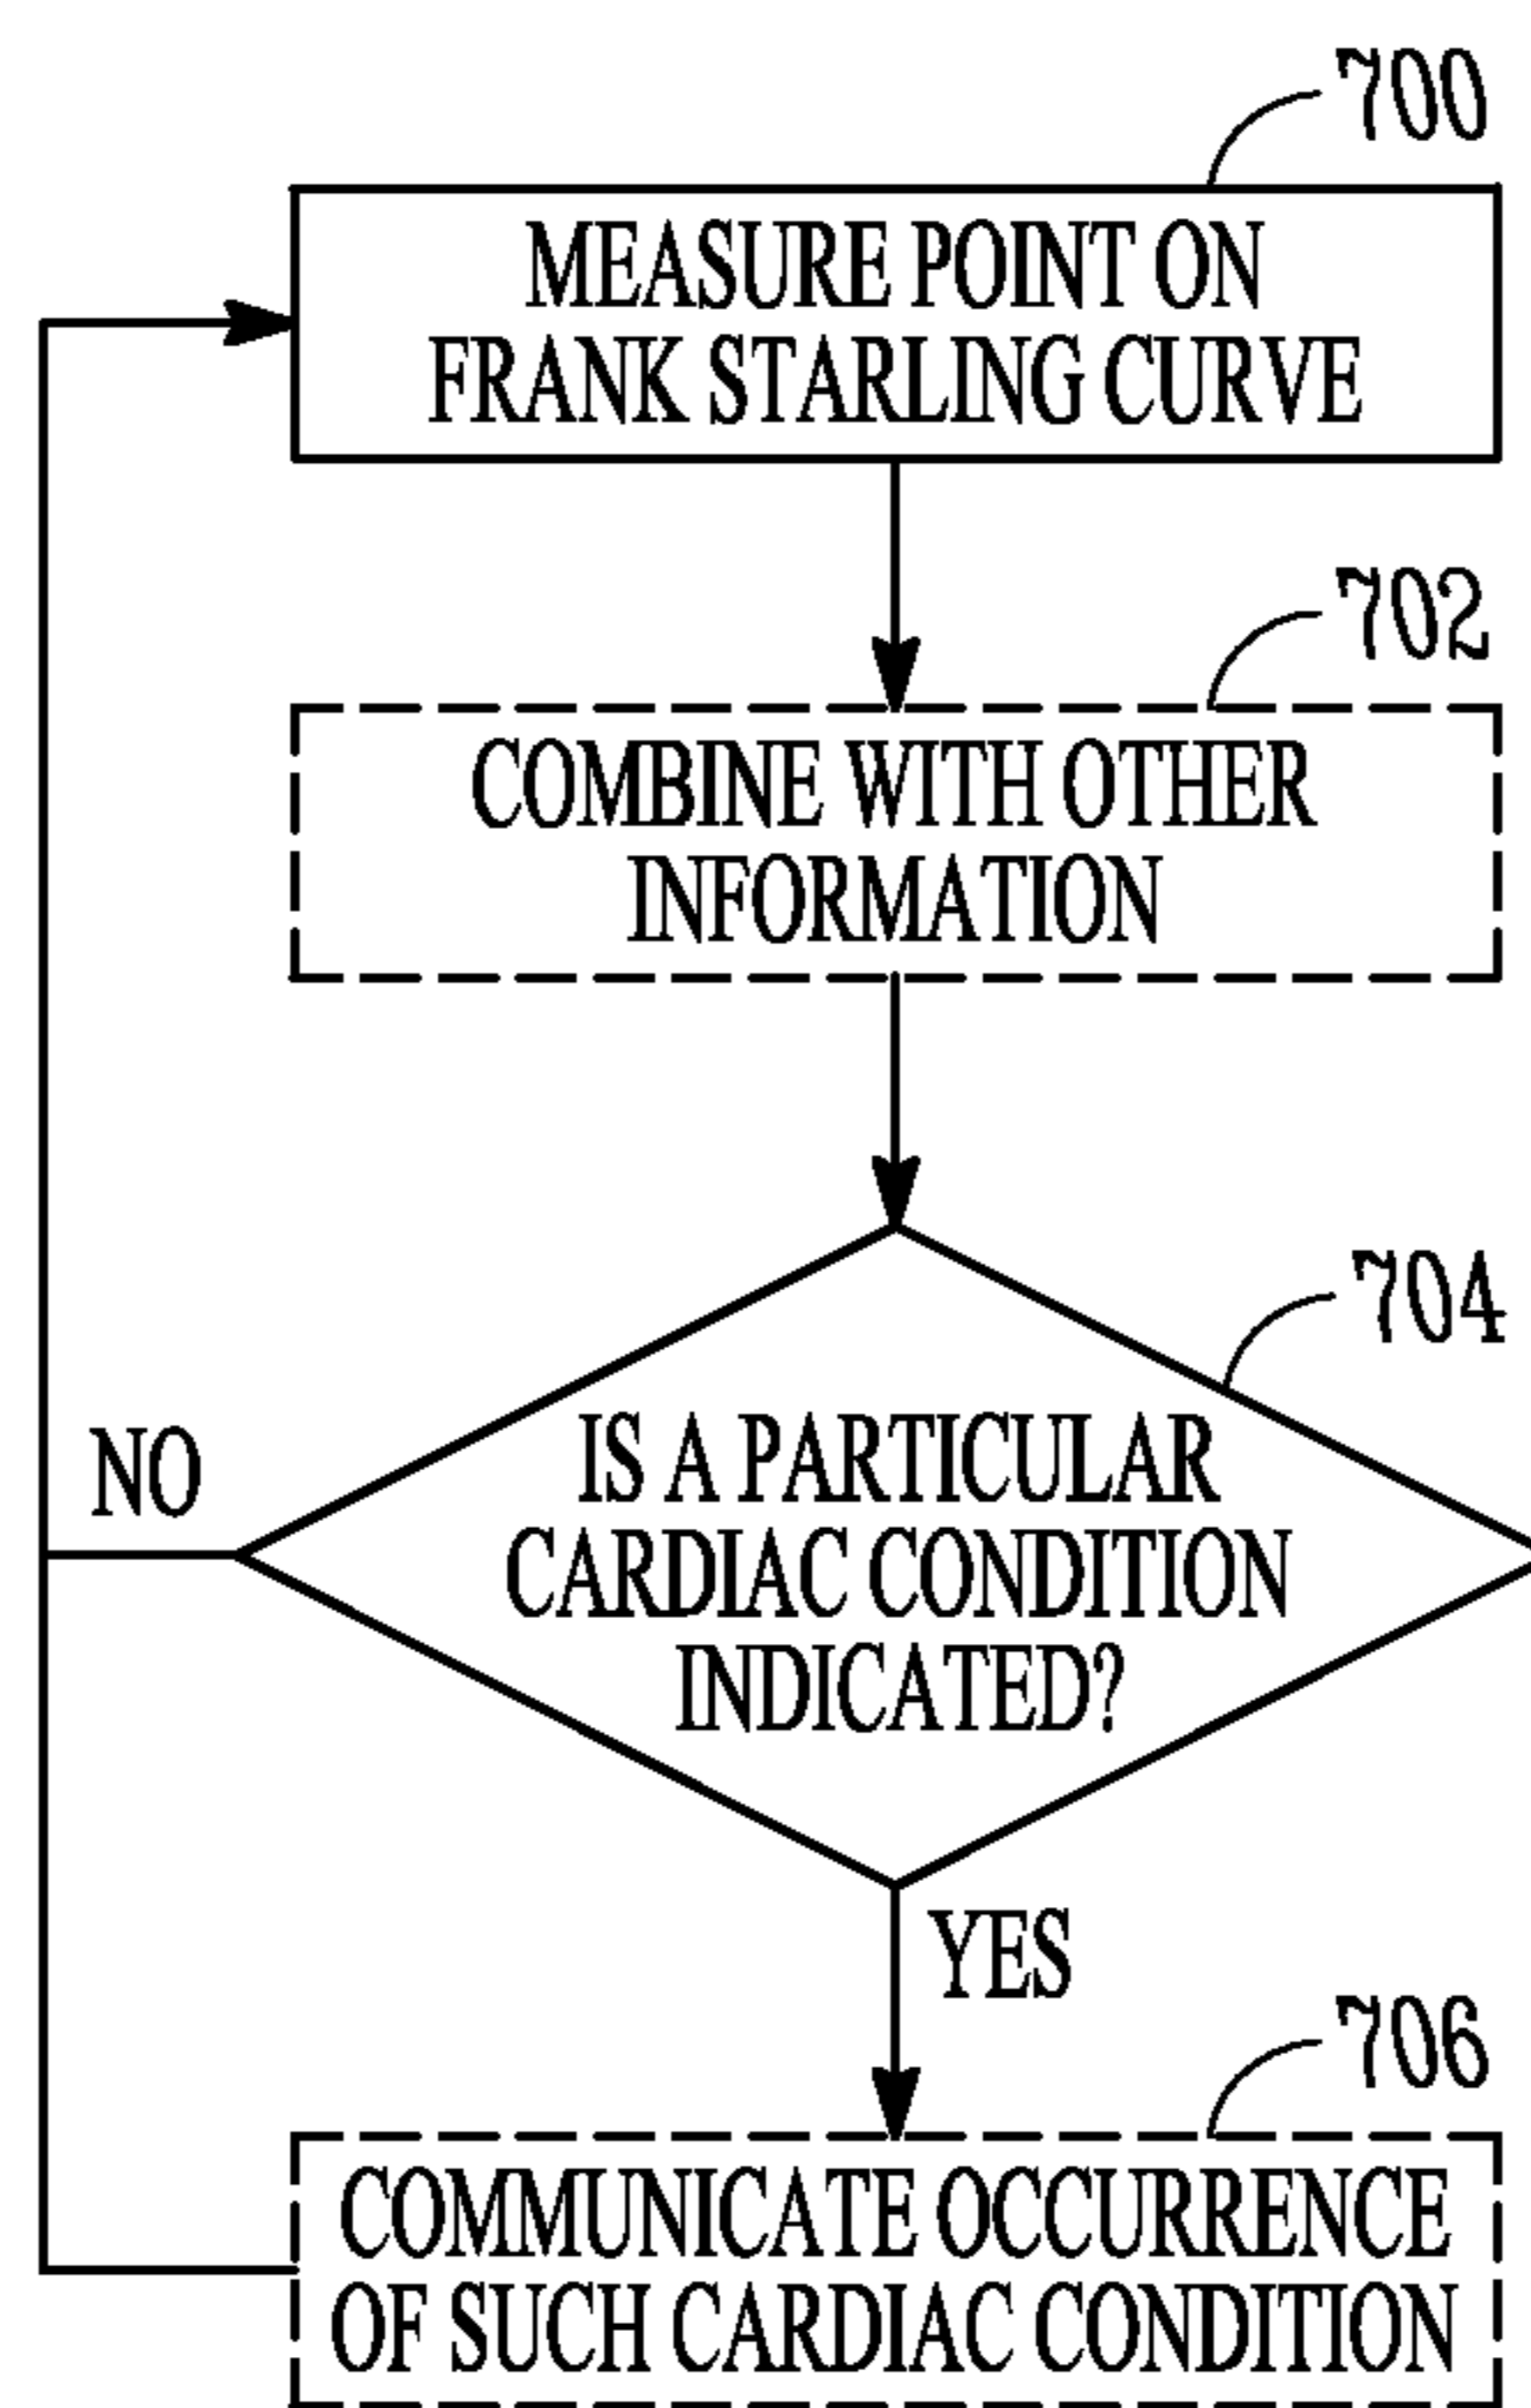 700
MEASURE POINT ON
FRANK STARLING CURVE
702
COMBINE WITH OTHER
INFORMATION
704
IS A PARTICULAR
CARDIAC CONDITION
INDICATED?
NO
YES
706
COMMUNICATE OCCURRENCE
OF SUCH CARDIAC CONDITION